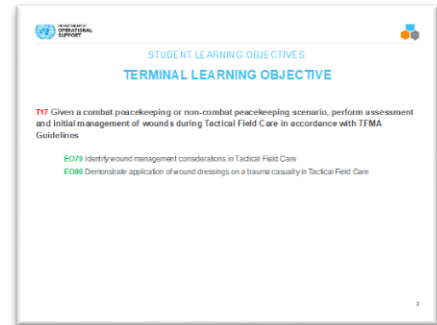 DEPARTMENT OF
OPERATIONAL
SUPPORT
STUDENT LEARNING OBJECTIVES
TERMINAL LEARNING OBJECTIVE
T17 Given a combat peacekeeping or non-combat peacekeeping scenario, perform assessment
and initial management of wounds during Tactical Field Care in accordance with TFMA
Guidelines
EO79 Identify wound management considerations in Tactical Field Care
EO80 Demonstrate application of wound dressings on a trauma casualty in Tactical Field Care
2